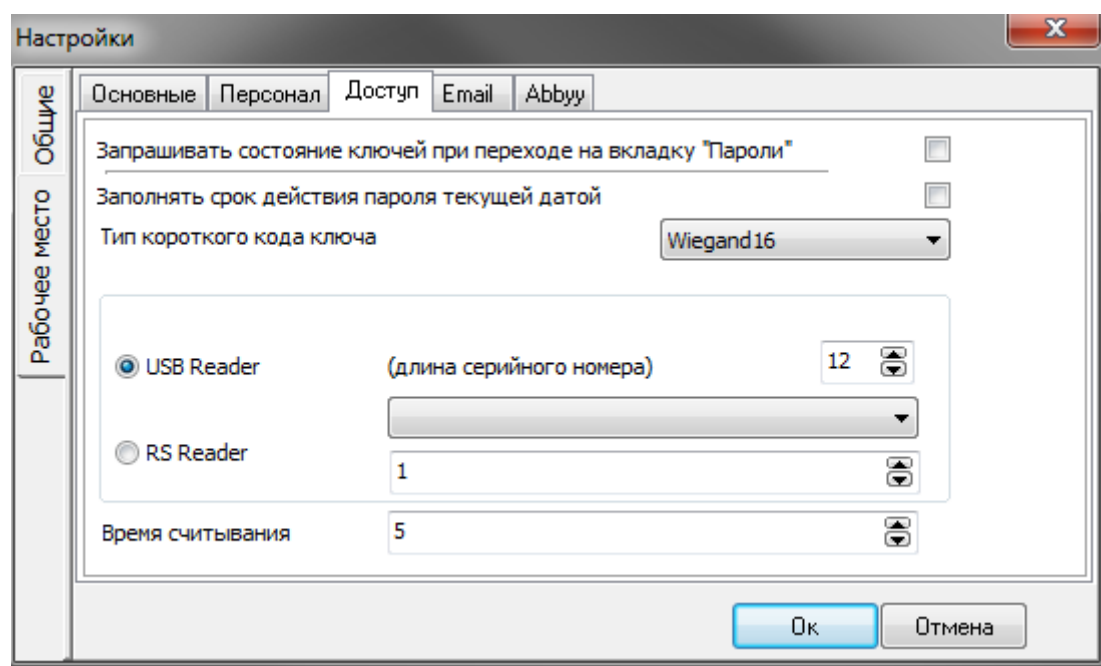 Настройки
Общие
Рабочее место
Основные Персонал Доступ Email Abbyy
Запрашивать состояние ключей при переходе на вкладку "Пароли"
Заполнять срок действия пароля текущей датой
Тип короткого кода ключа Wiegand16
USB Reader (длина серийного номера) 12
RS Reader
1
Время считывания 5
Ок Отмена